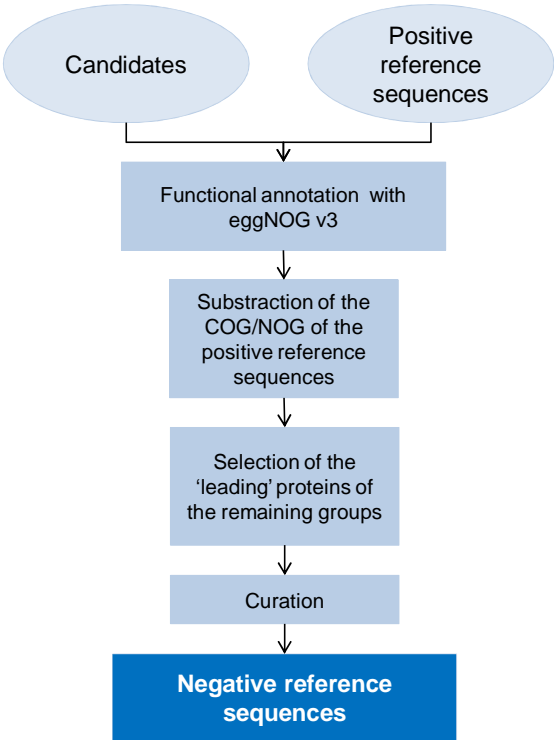 Candidates
Positive
reference
sequences
Functional annotation with
eggNOG v3
Substraction of the
COG/NOG of the
positive reference
sequences
Selection of the
‘leading’ proteins of
the remaining groups
Curation
Negative reference
sequences